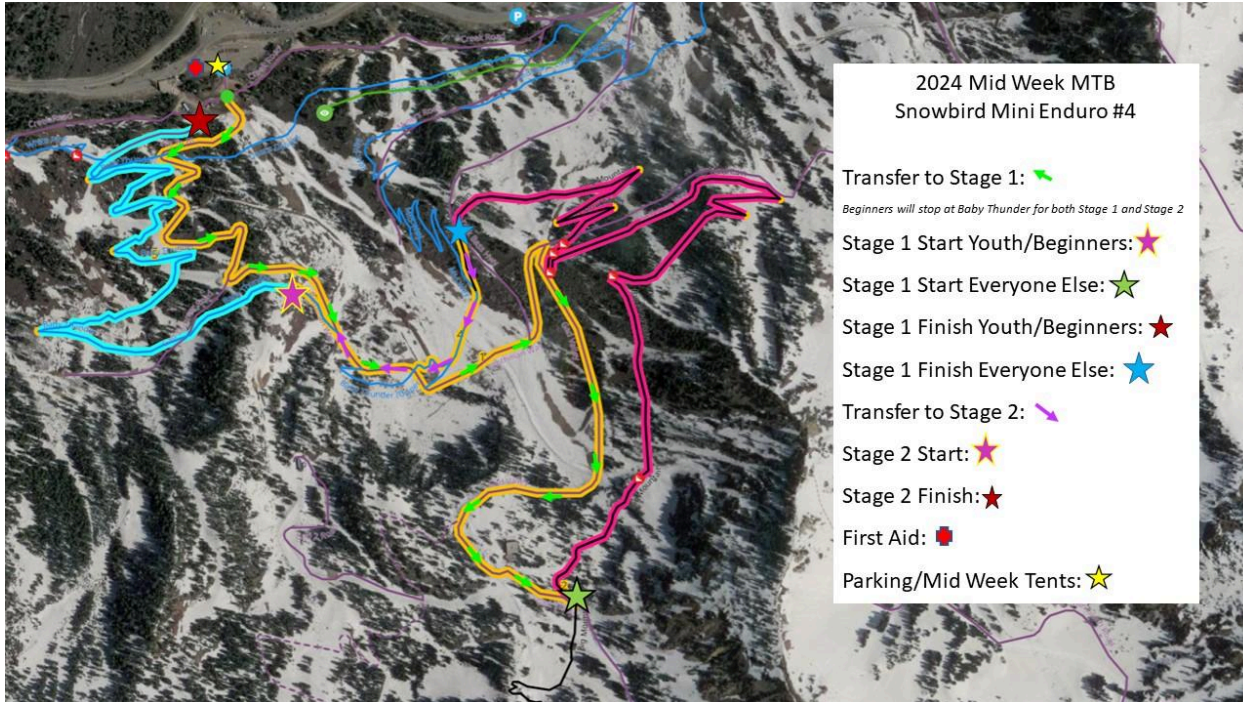 2024 Mid Week MTB
Snowbird Mini Enduro #4
Transfer to Stage 1:
Beginners will stop at Baby Thunder for both Stage 1 and Stage 2
Stage 1 Start Youth/Beginners:
Stage 1 Start Everyone Else:
Stage 1 Finish Youth/Beginners:
Stage 1 Finish Everyone Else:
Transfer to Stage 2:
Stage 2 Start:
Stage 2 Finish:
First Aid:
Parking/Mid Week Tents:
P